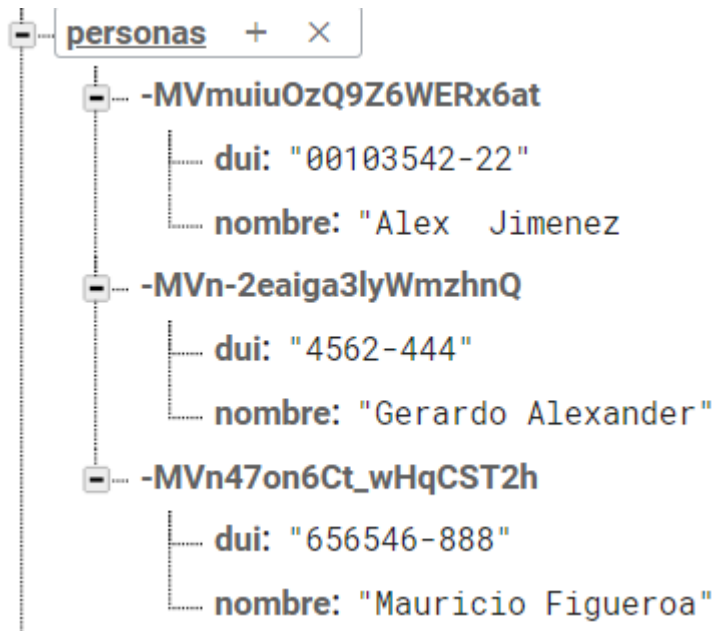 personas + ×
-MVmuiuOzQ9Z6WERx6at
dui: "00103542-22"
nombre: "Alex  Jimenez
-MVn-2eaiga3lyWmzhnQ
dui: "4562-444"
nombre: "Gerardo Alexander"
-MVn47on6Ct_wHqCST2h
dui: "656546-888"
nombre: "Mauricio Figueroa"